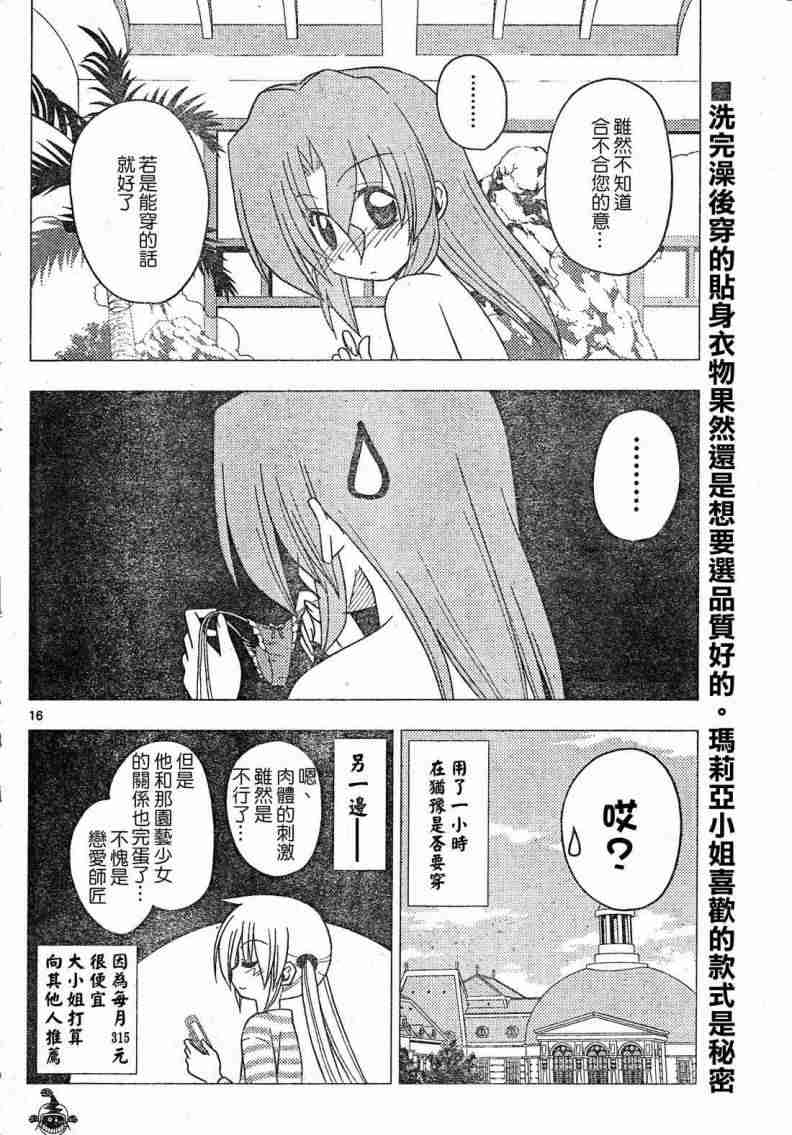 ■洗完澡後穿的貼身衣物果然還是想要選品質好的。瑪莉亞小姐喜歡的款式是秘密
雖然不知道
合不合您的意…
………
若是能穿的話
就好了
………
16
哎?
用了一小時
在猶豫是否要穿
另一邊──
嗯、
肉體的刺激
雖然是
不行了…
但是
他和那園藝少女
的關係也完蛋了…
不愧是
戀愛師匠
因為每月315元
很便宜
大小姐打算
向其他人推薦